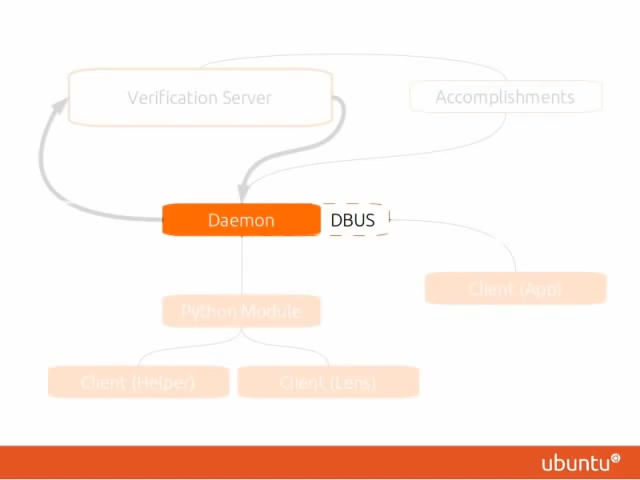 Verification Server
Accomplishments
Daemon
DBUS
Client (App)
Python Module
Client (Helper)
Client (Lens)
ubuntu®